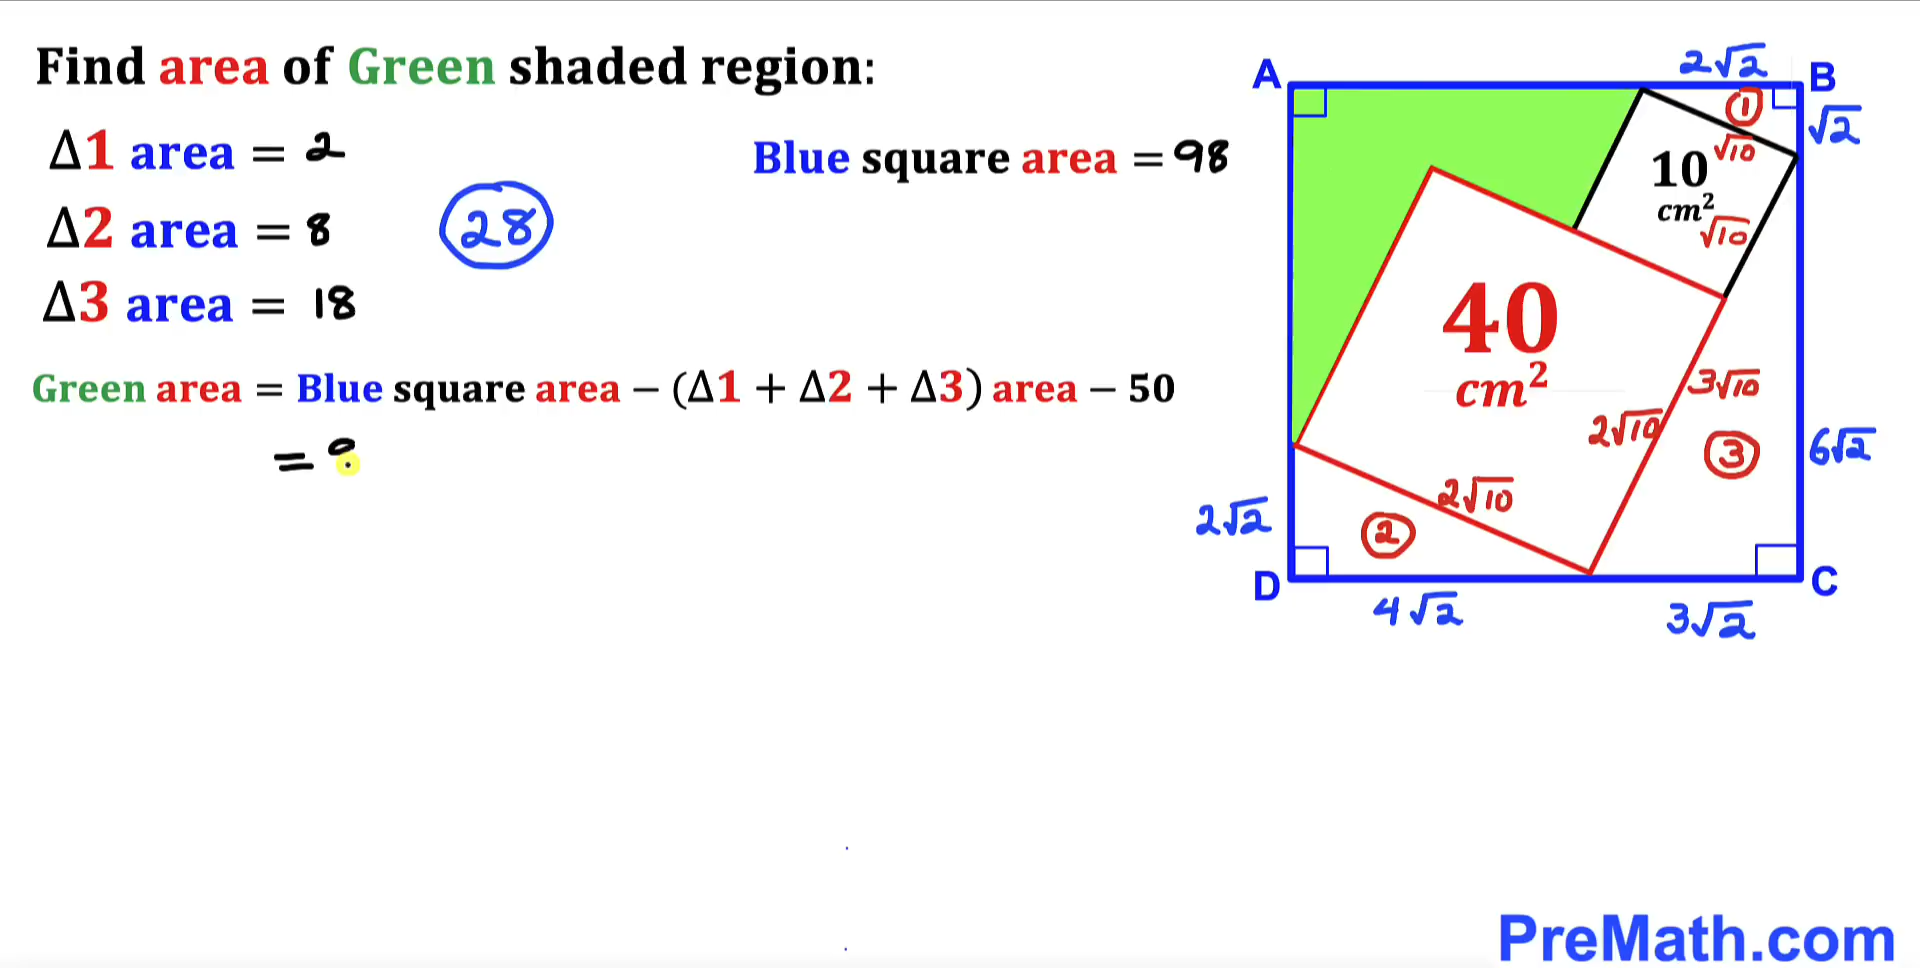 Find area of Green shaded region:
Δ1 area = 2
Δ2 area = 8
28
Δ3 area = 18
Blue square area = 98
Green area = Blue square area − (Δ1 + Δ2 + Δ3) area − 50
=
A
2√2
B
①
√2
√10
10
cm²
√10
40
cm²
3√10
2√10
③
6√2
2√10
2√2
②
D
C
4√2
3√2
PreMath.com